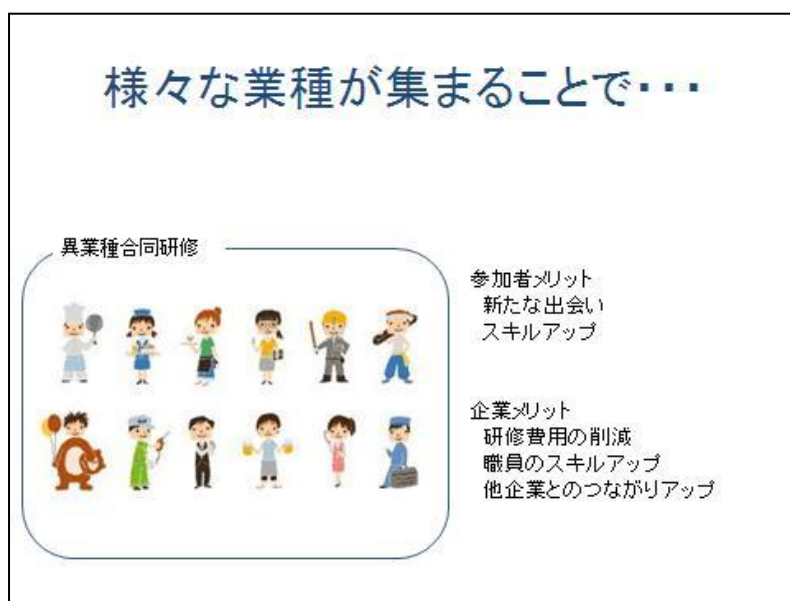 様々な業種が集まることで・・・
異業種合同研修
参加者メリット
新たな出会い
スキルアップ
企業メリット
研修費用の削減
職員のスキルアップ
他企業とのつながりアップ